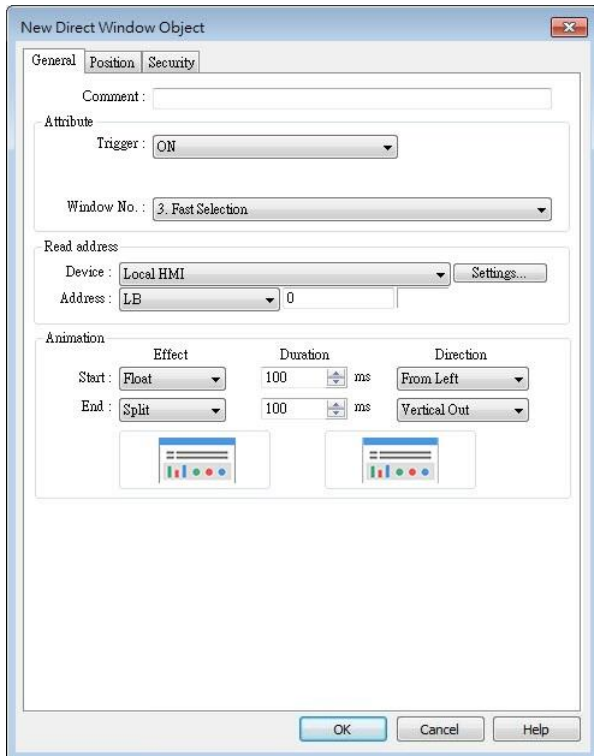 New Direct Window Object
General Position Security
Comment :
Attribute
Trigger : ON
Window No. : 3. Fast Selection
Read address
Device : Local HMI Settings...
Address : LB 0
Animation
Effect Duration Direction
Start : Float 100 ms From Left
End : Split 100 ms Vertical Out
OK Cancel Help